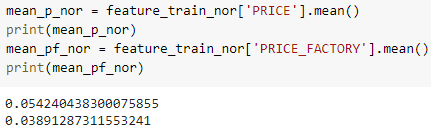 mean_p_nor = feature_train_nor['PRICE'].mean()
print(mean_p_nor)
mean_pf_nor = feature_train_nor['PRICE_FACTORY'].mean()
print(mean_pf_nor)
0.054240438300075855
0.03891287311553241